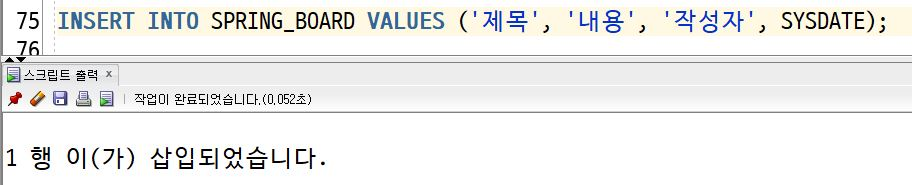 75 INSERT INTO SPRING_BOARD VALUES ('제목', '내용', '작성자', SYSDATE);
76
스크립트 출력 x
작업이 완료되었습니다.(0,052초)
1 행 이(가) 삽입되었습니다.